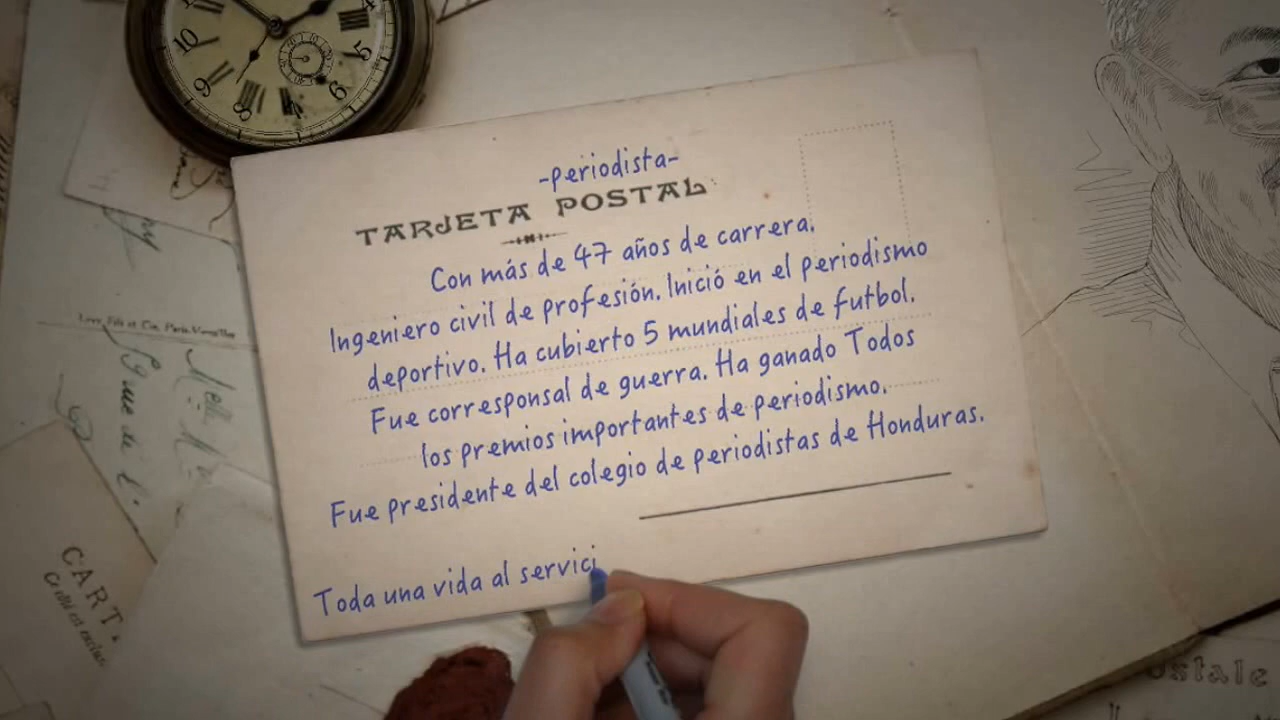 -periodista-
TARJETA POSTAL
Con más de 47 años de carrera.
Ingeniero civil de profesión. Inició en el periodismo
deportivo. Ha cubierto 5 mundiales de futbol.
Fue corresponsal de guerra. Ha ganado Todos
los premios importantes de periodismo.
Fue presidente del colegio de periodistas de Honduras.
Toda una vida al servici
CART.